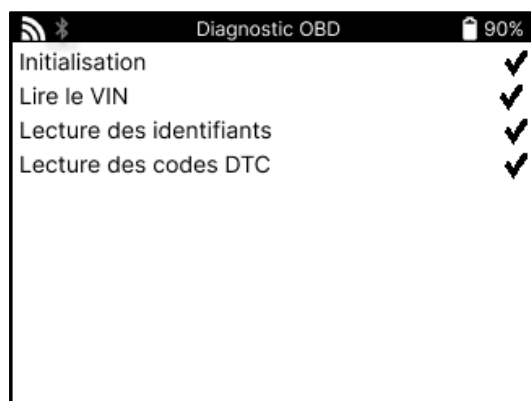 Diagnostic OBD 90%
Initialisation
Lire le VIN
Lecture des identifiants
Lecture des codes DTC